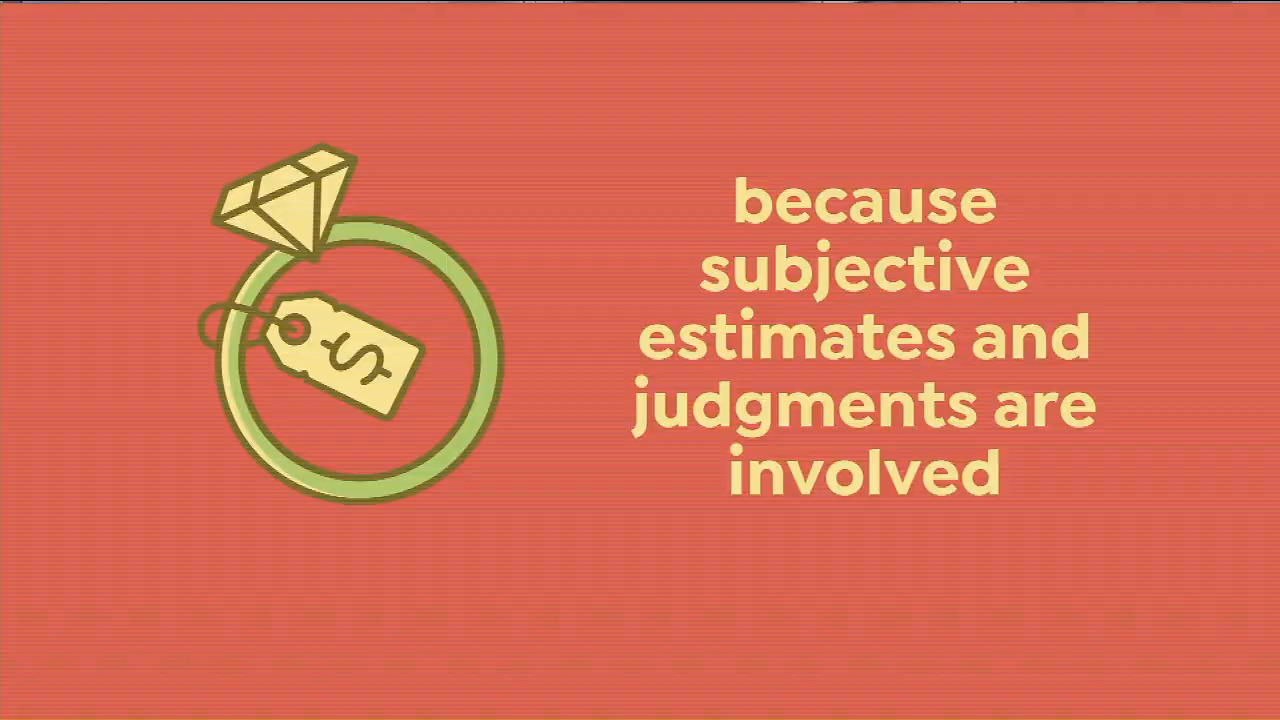 $
because
subjective
estimates and
judgments are
involved